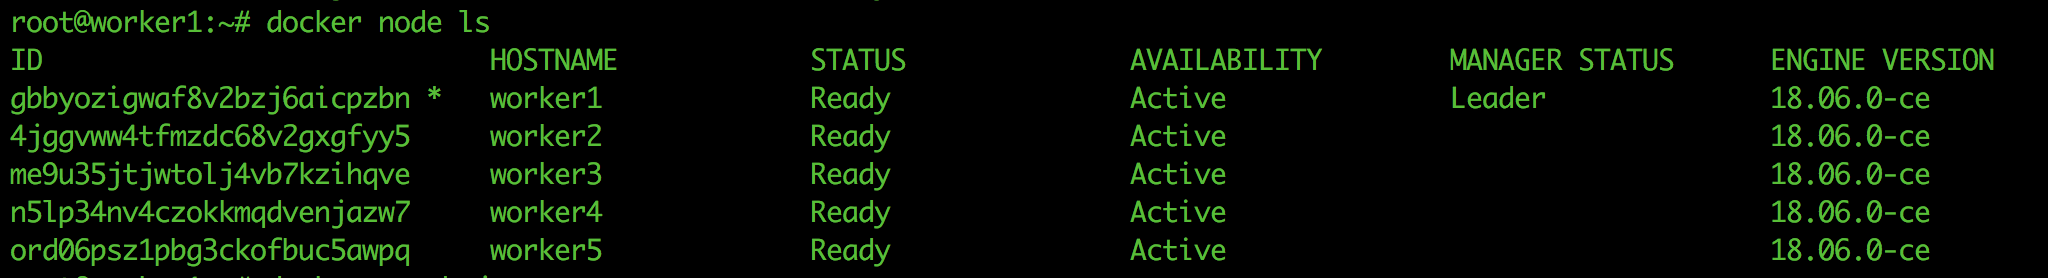 root@worker1:~# docker node ls
ID HOSTNAME STATUS AVAILABILITY MANAGER STATUS ENGINE VERSION
gbbyozigwaf8v2bzj6aicpzbn * worker1 Ready Active Leader 18.06.0-ce
4jggvww4tfmzdc68v2gxgfyy5 worker2 Ready Active 18.06.0-ce
me9u35jtjwtolj4vb7kzihqve worker3 Ready Active 18.06.0-ce
n5lp34nv4czokkmqdvenjazw7 worker4 Ready Active 18.06.0-ce
ord06psz1pbg3ckofbuc5awpq worker5 Ready Active 18.06.0-ce